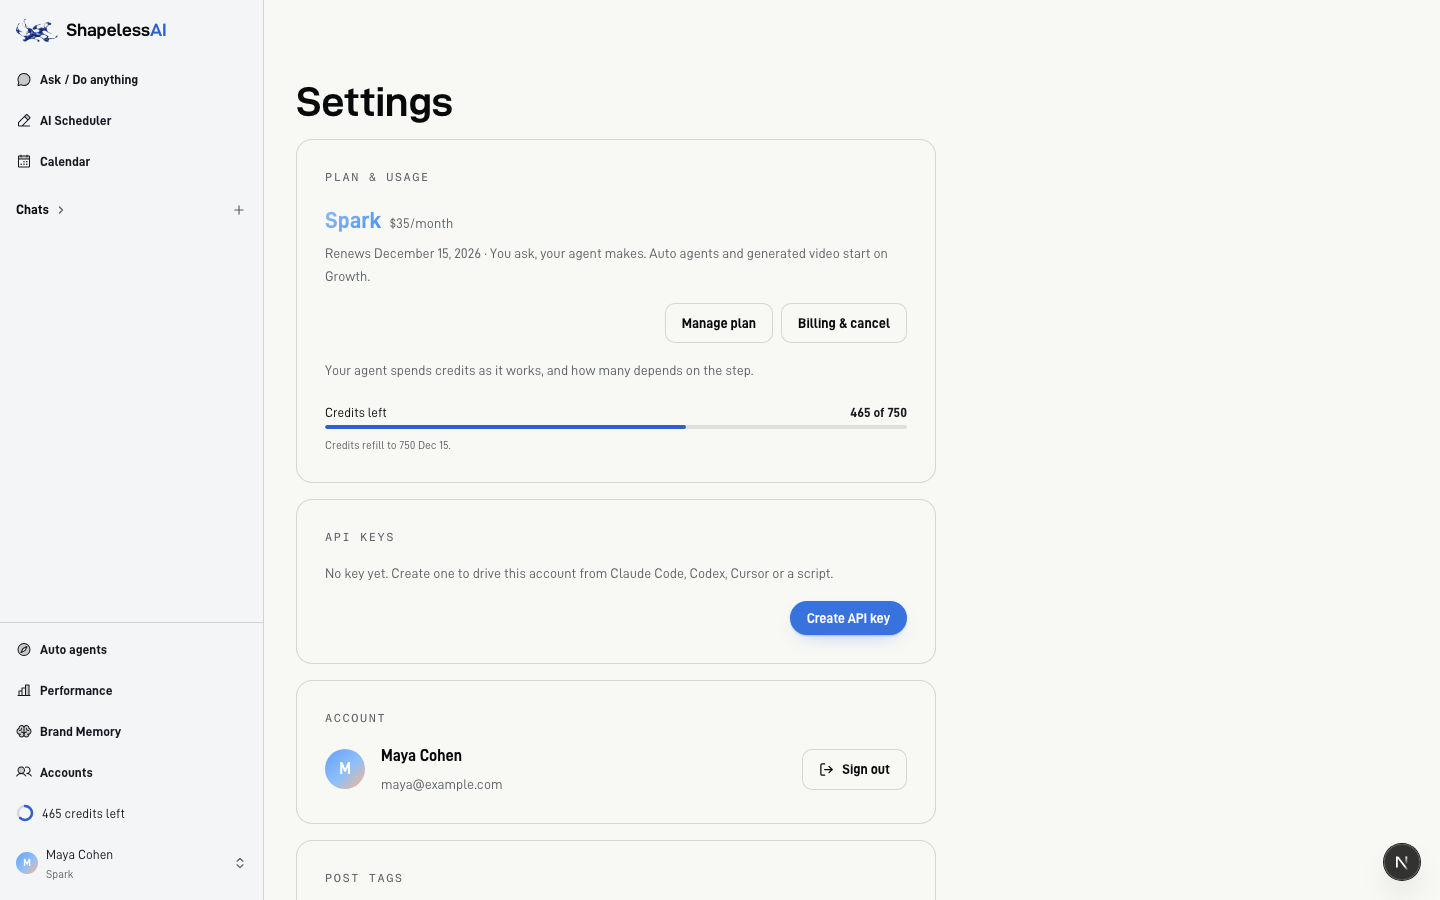 ShapelessAI
Ask / Do anything
AI Scheduler
Calendar
Chats
Auto agents
Performance
Brand Memory
Accounts
465 credits left
M
Maya Cohen
Spark
Settings
PLAN & USAGE
Spark $35/month
Renews December 15, 2026 · You ask, your agent makes. Auto agents and generated video start on
Growth.
Manage plan
Billing & cancel
Your agent spends credits as it works, and how many depends on the step.
Credits left
465 of 750
Credits refill to 750 Dec 15.
API KEYS
No key yet. Create one to drive this account from Claude Code, Codex, Cursor or a script.
Create API key
ACCOUNT
M
Maya Cohen
maya@example.com
Sign out
POST TAGS
N